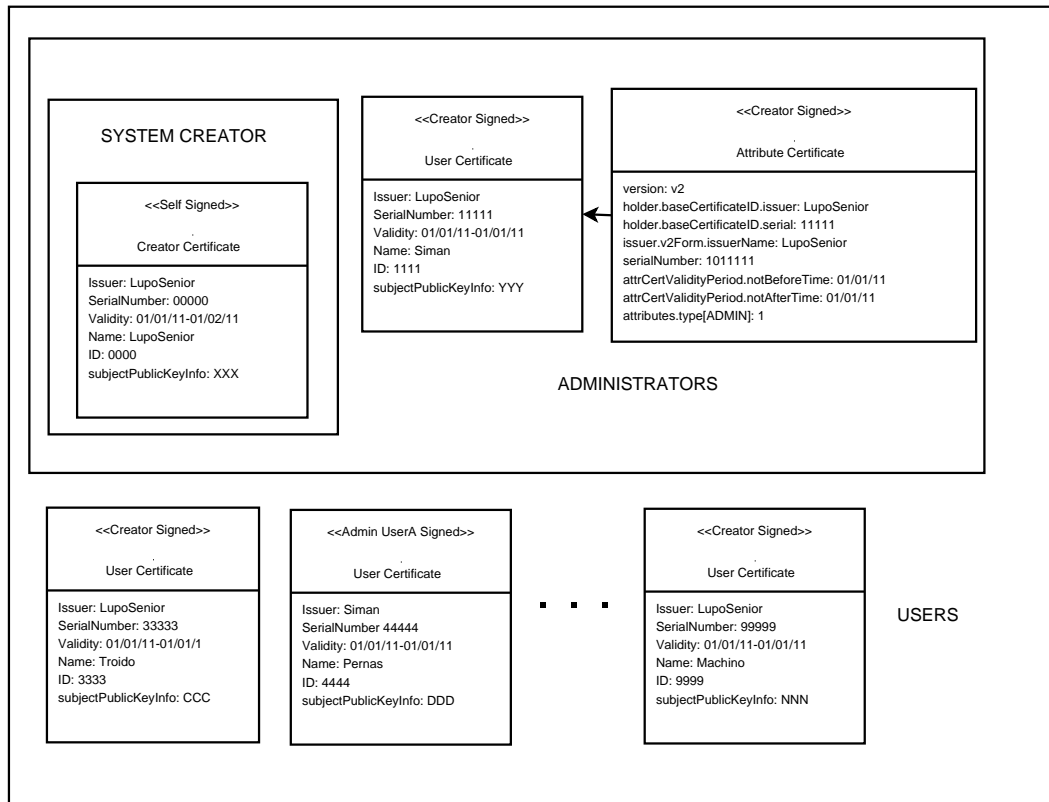 SYSTEM CREATOR
<<Self Signed>>
.
Creator Certificate
Issuer: LupoSenior
SerialNumber: 00000
Validity: 01/01/11-01/02/11
Name: LupoSenior
ID: 0000
subjectPublicKeyInfo: XXX
<<Creator Signed>>
.
User Certificate
Issuer: LupoSenior
SerialNumber: 11111
Validity: 01/01/11-01/01/11
Name: Siman
ID: 1111
subjectPublicKeyInfo: YYY
<<Creator Signed>>
.
Attribute Certificate
version: v2
holder.baseCertificateID.issuer: LupoSenior
holder.baseCertificateID.serial: 11111
issuer.v2Form.issuerName: LupoSenior
serialNumber: 1011111
attrCertValidityPeriod.notBeforeTime: 01/01/11
attrCertValidityPeriod.notAfterTime: 01/01/11
attributes.type[ADMIN]: 1
ADMINISTRATORS
<<Creator Signed>>
.
User Certificate
Issuer: LupoSenior
SerialNumber: 33333
Validity: 01/01/11-01/01/1
Name: Troido
ID: 3333
subjectPublicKeyInfo: CCC
<<Admin UserA Signed>>
.
User Certificate
Issuer: Siman
SerialNumber 44444
Validity: 01/01/11-01/01/11
Name: Pernas
ID: 4444
subjectPublicKeyInfo: DDD
. . .
<<Creator Signed>>
.
User Certificate
Issuer: LupoSenior
SerialNumber: 99999
Validity: 01/01/11-01/01/11
Name: Machino
ID: 9999
subjectPublicKeyInfo: NNN
USERS